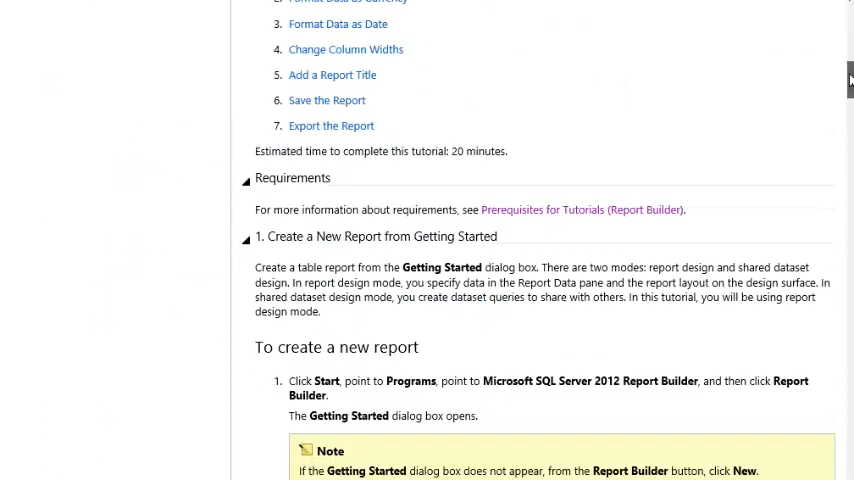 2. Format Data as Currency
3. Format Data as Date
4. Change Column Widths
5. Add a Report Title
6. Save the Report
7. Export the Report
Estimated time to complete this tutorial: 20 minutes.
Requirements
For more information about requirements, see Prerequisites for Tutorials (Report Builder).
1. Create a New Report from Getting Started
Create a table report from the Getting Started dialog box. There are two modes: report design and shared dataset
design. In report design mode, you specify data in the Report Data pane and the report layout on the design surface. In
shared dataset design mode, you create dataset queries to share with others. In this tutorial, you will be using report
design mode.
To create a new report
1. Click Start, point to Programs, point to Microsoft SQL Server 2012 Report Builder, and then click Report
Builder.
The Getting Started dialog box opens.
Note
If the Getting Started dialog box does not appear, from the Report Builder button, click New.